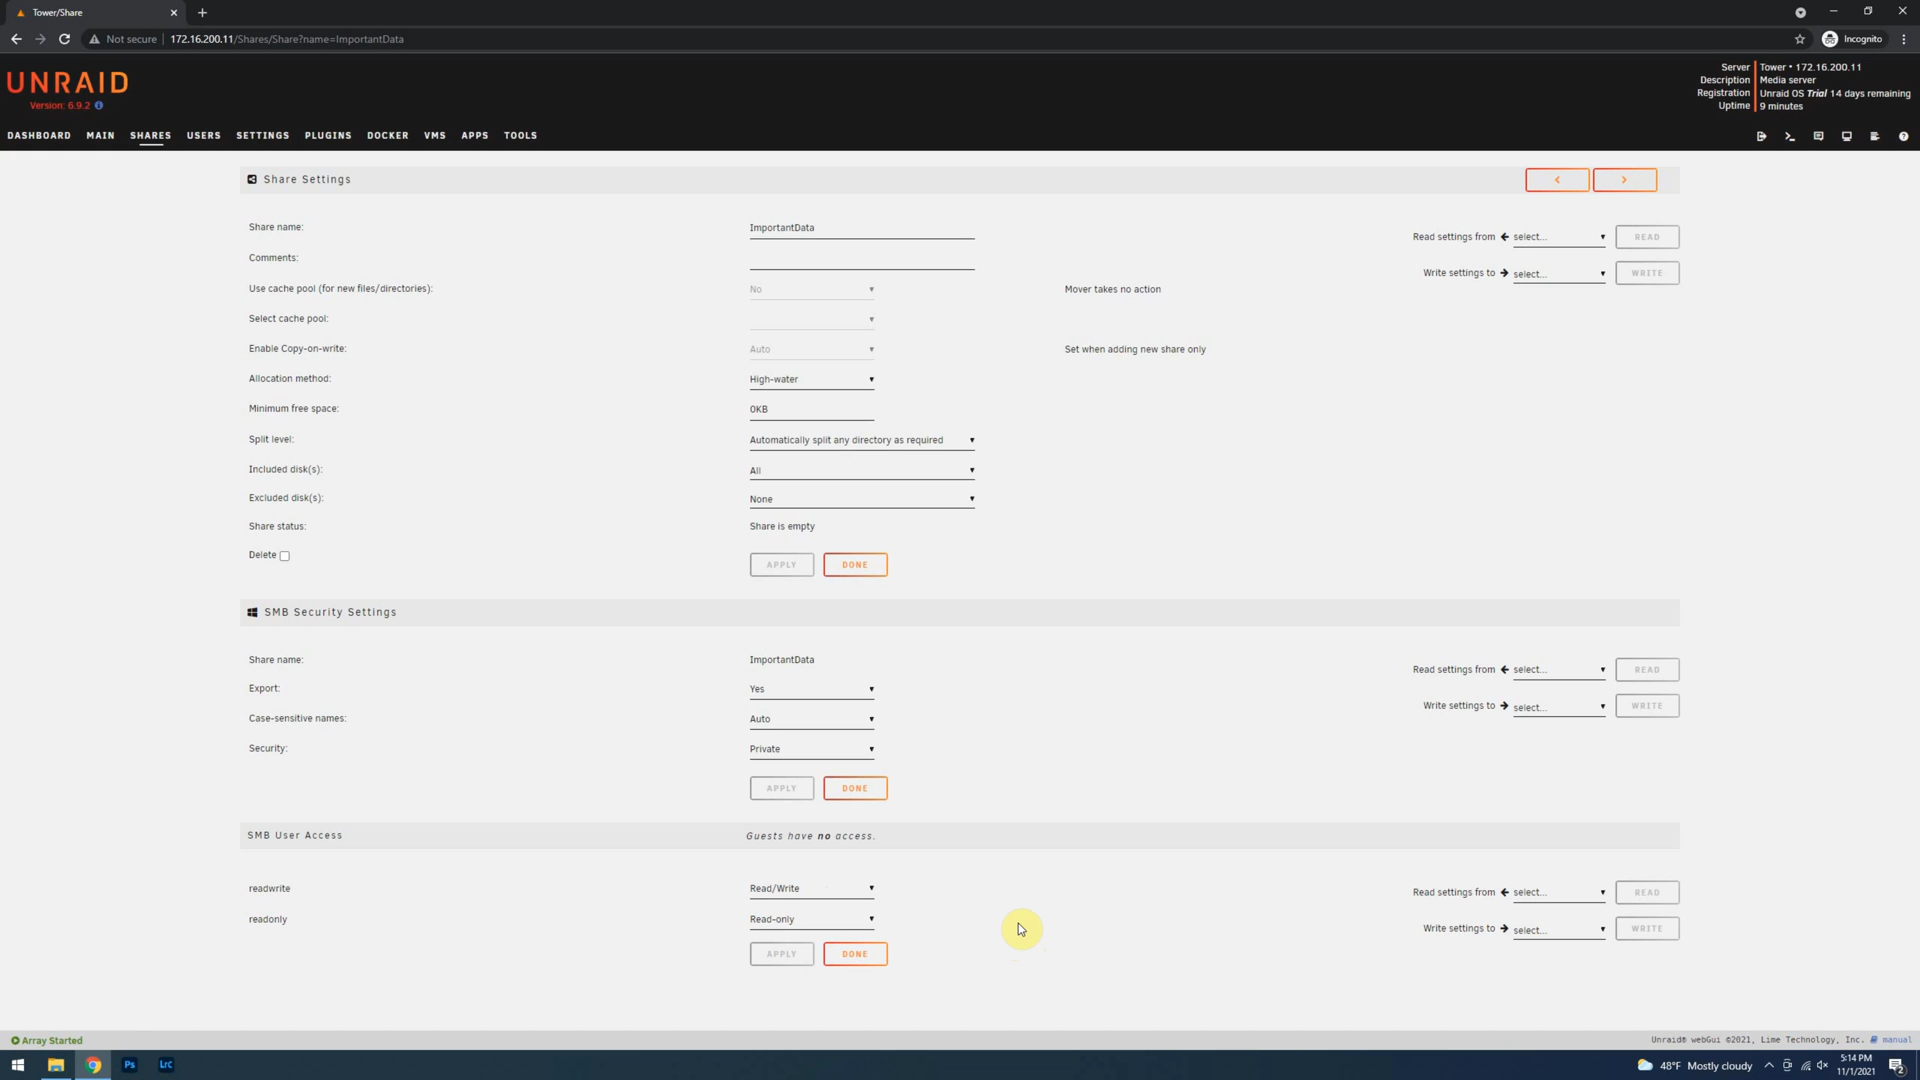 Tower/Share
Not secure 172.16.200.11/Shares/Share?name=ImportantData
Incognito
UNRAID
Version: 6.9.2
Server Tower • 172.16.200.11
Description Media server
Registration Unraid OS Trial 14 days remaining
Uptime 9 minutes
DASHBOARD MAIN SHARES USERS SETTINGS PLUGINS DOCKER VMS APPS TOOLS
Share Settings
Share name: ImportantData
Read settings from select... READ
Comments:
Write settings to select... WRITE
Use cache pool (for new files/directories): No Mover takes no action
Select cache pool:
Enable Copy-on-write: Auto Set when adding new share only
Allocation method: High-water
Minimum free space: 0KB
Split level: Automatically split any directory as required
Included disk(s): All
Excluded disk(s): None
Share status: Share is empty
Delete APPLY DONE
SMB Security Settings
Share name: ImportantData
Read settings from select... READ
Export: Yes
Write settings to select... WRITE
Case-sensitive names: Auto
Security: Private
APPLY DONE
SMB User Access Guests have no access.
readwrite Read/Write
Read settings from select... READ
readonly Read-only
Write settings to select... WRITE
APPLY DONE
Array Started
Unraid® webGui ©2021, Lime Technology, Inc. manual
Ps
Lrc
48°F Mostly cloudy
5:14 PM
11/1/2021
2